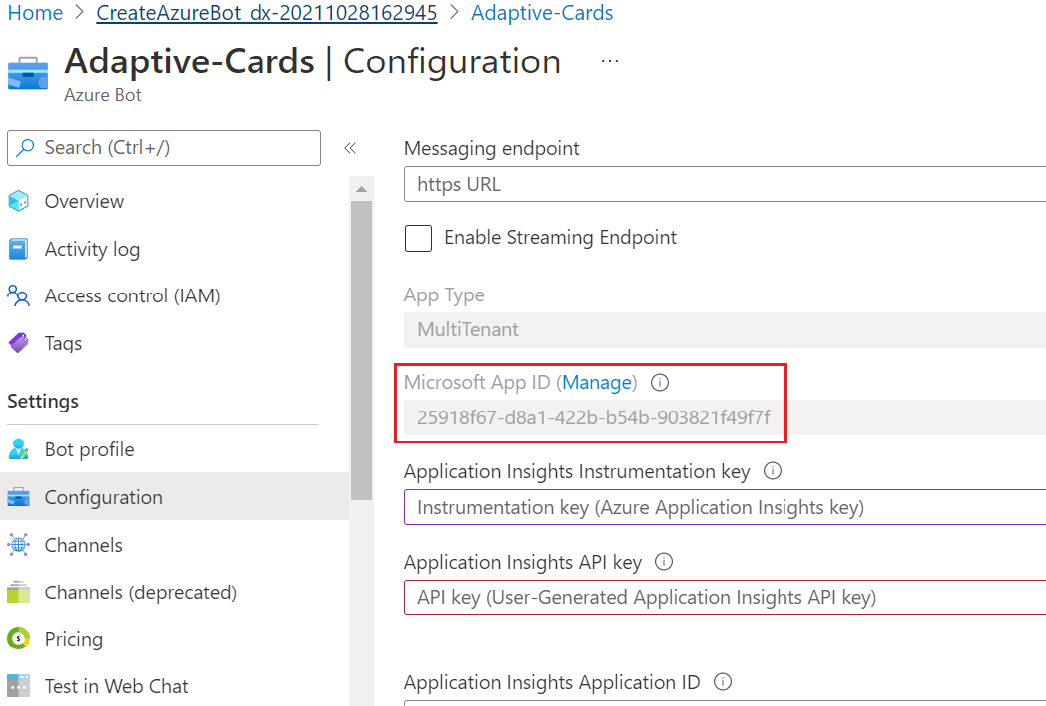 Home > CreateAzureBot_dx-20211028162945 > Adaptive-Cards
Adaptive-Cards | Configuration ...
Azure Bot
Search (Ctrl+/) «
Overview
Activity log
Access control (IAM)
Tags
Settings
Bot profile
Configuration
Channels
Channels (deprecated)
Pricing
Test in Web Chat
Messaging endpoint
https URL
Enable Streaming Endpoint
App Type
MultiTenant
Microsoft App ID (Manage)
25918f67-d8a1-422b-b54b-903821f49f7f
Application Insights Instrumentation key
Instrumentation key (Azure Application Insights key)
Application Insights API key
API key (User-Generated Application Insights API key)
Application Insights Application ID